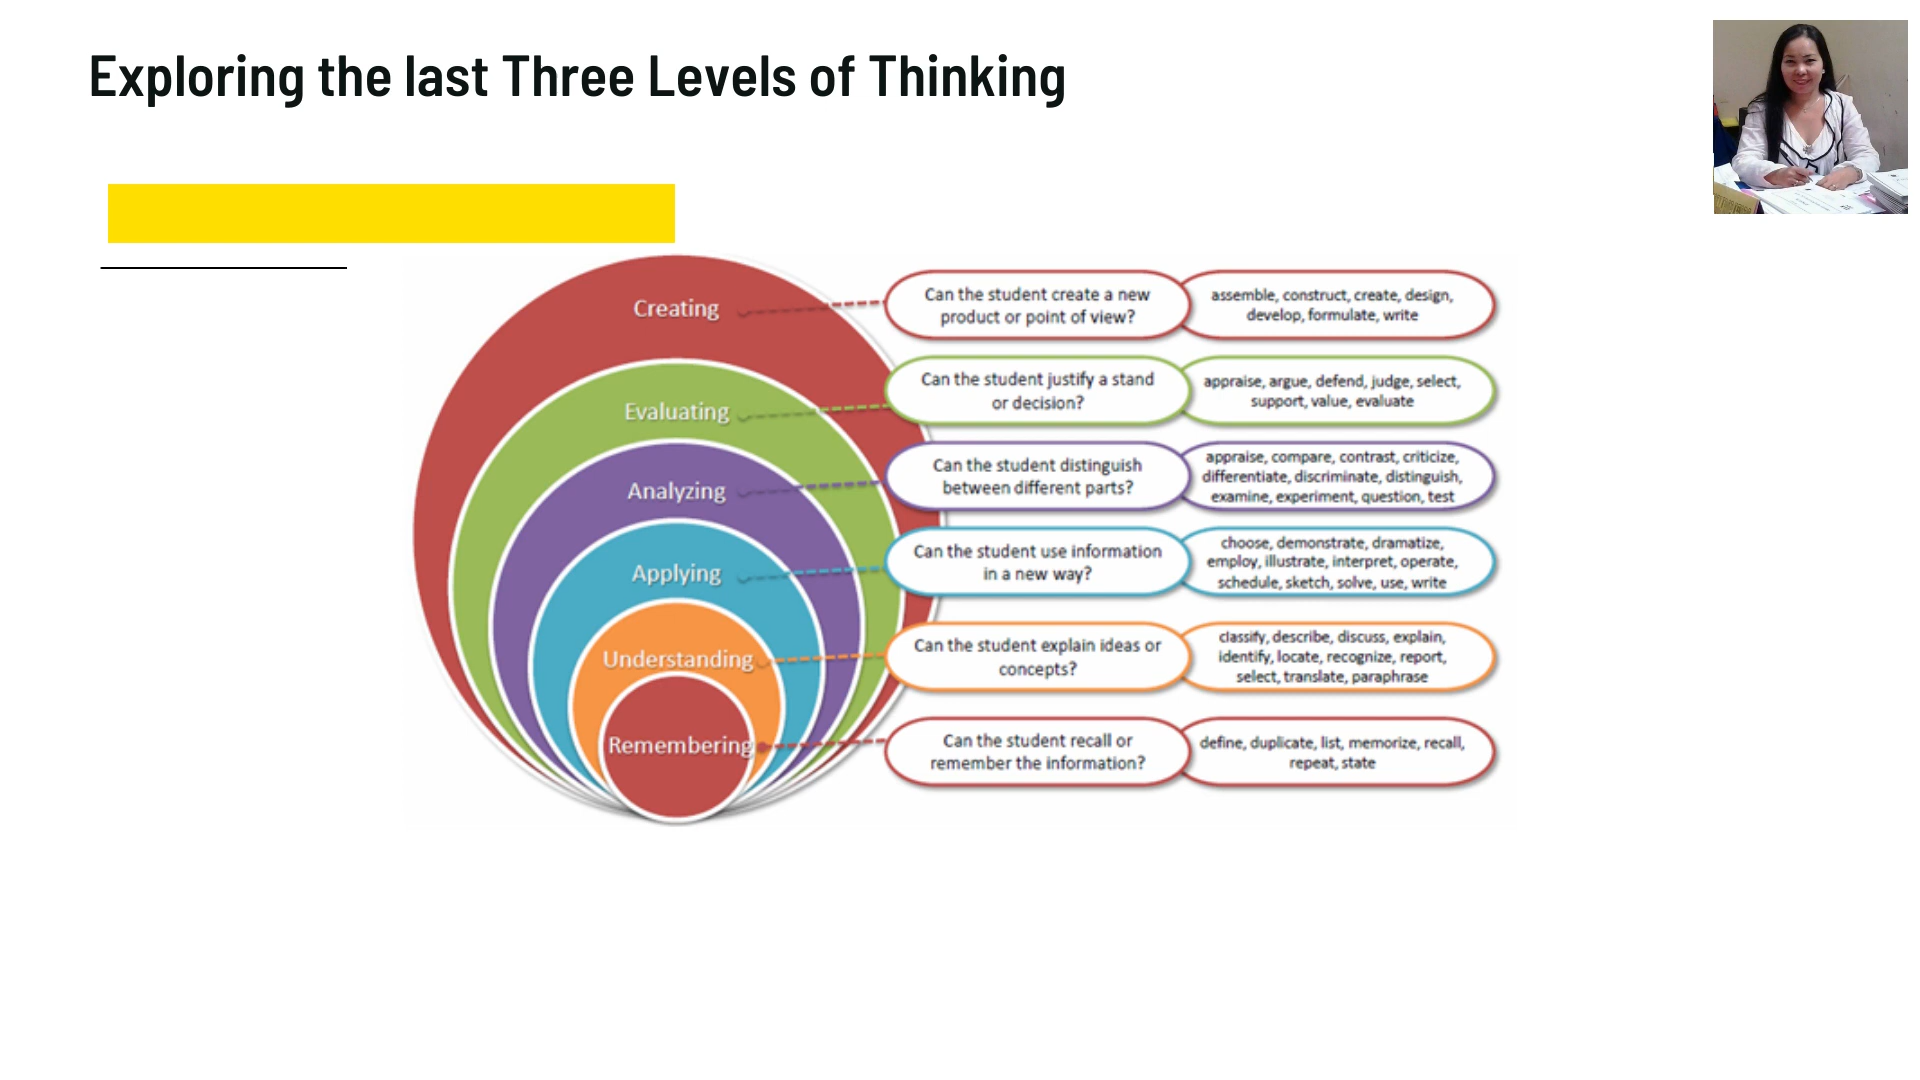 Exploring the last Three Levels of Thinking
Creating
Can the student create a new
product or point of view?
assemble, construct, create, design,
develop, formulate, write
Evaluating
Can the student justify a stand
or decision?
appraise, argue, defend, judge, select,
support, value, evaluate
Analyzing
Can the student distinguish
between different parts?
appraise, compare, contrast, criticize,
differentiate, discriminate, distinguish,
examine, experiment, question, test
Applying
Can the student use information
in a new way?
choose, demonstrate, dramatize,
employ, illustrate, interpret, operate,
schedule, sketch, solve, use, write
Understanding
Can the student explain ideas or
concepts?
classify, describe, discuss, explain,
identify, locate, recognize, report,
select, translate, paraphrase
Remembering
Can the student recall or
remember the information?
define, duplicate, list, memorize, recall,
repeat, state